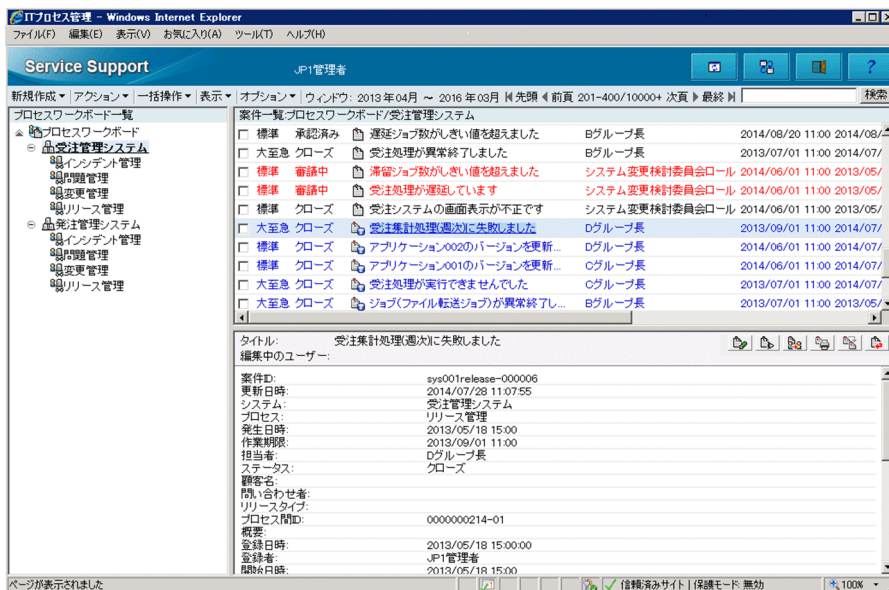 ITプロセス管理 - Windows Internet Explorer
ファイル(F) 編集(E) 表示(V) お気に入り(A) ツール(T) ヘルプ(H)
Service Support JP1管理者
新規作成 アクション 一括操作 表示 オプション ウィンドウ: 2013年04月 ～ 2016年03月 先頭 前頁 201-400/10000+ 次頁 最終 検索
プロセスワークボード一覧
プロセスワークボード
受注管理システム
インシデント管理
問題管理
変更管理
リリース管理
発注管理システム
インシデント管理
問題管理
変更管理
リリース管理
案件一覧:プロセスワークボード/受注管理システム
標準 承認済み 遅延ジョブ数がしきい値を超えました Bグループ長 2014/08/20 11:00 2014/08/
大至急 クローズ 受注処理が異常終了しました Bグループ長 2013/07/01 11:00 2014/07/
標準 審議中 滞留ジョブ数がしきい値を超えました システム変更検討委員会ロール 2014/06/01 11:00 2013/05/
標準 審議中 受注処理が遅延しています システム変更検討委員会ロール 2014/06/01 11:00 2013/05/
標準 クローズ 受注システムの画面表示が不正です システム変更検討委員会ロール 2014/06/01 11:00 2013/05/
大至急 クローズ 受注集計処理(週次)に失敗しました Dグループ長 2013/09/01 11:00 2014/07/
標準 クローズ アプリケーション002のバージョンを更新... Dグループ長 2014/06/01 11:00 2014/07/
標準 クローズ アプリケーション001のバージョンを更新... Cグループ長 2014/06/01 11:00 2014/07/
大至急 クローズ 受注処理が実行できませんでした Cグループ長 2013/07/01 11:00 2014/07/
大至急 クローズ ジョブ(ファイル転送ジョブ)が異常終了し... Bグループ長 2013/07/01 11:00 2013/05/
タイトル: 受注集計処理(週次)に失敗しました
編集中のユーザー:
案件ID: sys001release-000006
更新日時: 2014/07/28 11:07:55
システム: 受注管理システム
プロセス: リリース管理
発生日時: 2013/05/18 15:00
作業期限: 2013/09/01 11:00
担当者: Dグループ長
ステータス: クローズ
顧客名:
問い合わせ者:
リリースタイプ:
プロセス間ID: 0000000214-01
概要:
登録日時: 2013/05/18 15:00:00
登録者: JP1管理者
開始日時: 2013/05/18 15:00
ページが表示されました 信頼済みサイト | 保護モード: 無効 100%